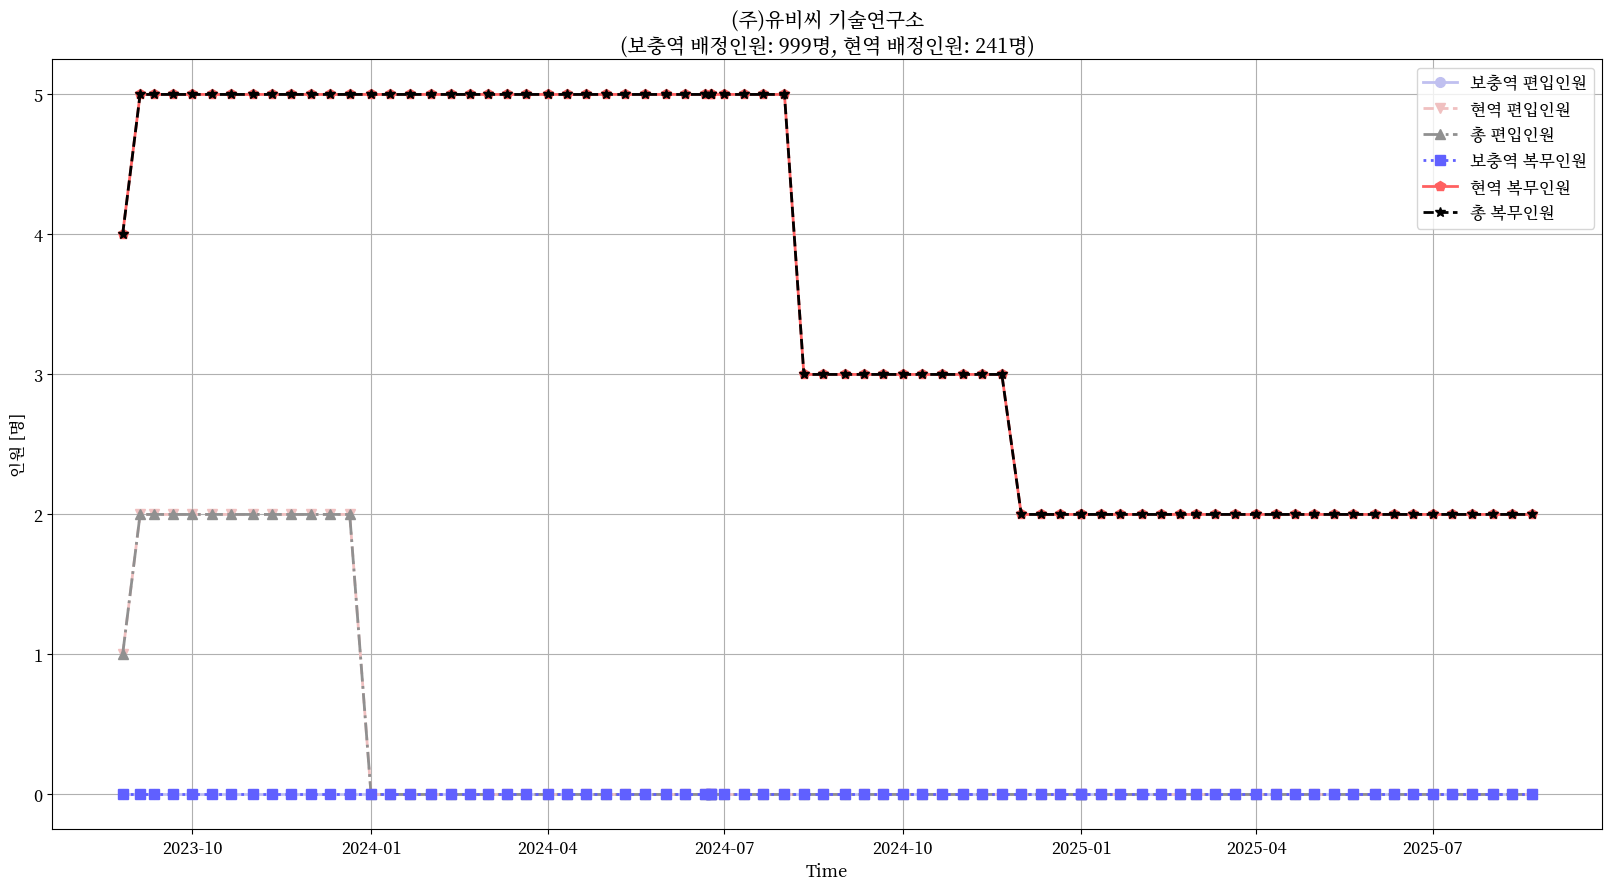 (주)유비씨 기술연구소
(보충역 배정인원: 999명, 현역 배정인원: 241명)
보충역 편입인원
현역 편입인원
총 편입인원
보충역 복무인원
현역 복무인원
총 복무인원
인원 [명]
5
4
3
2
1
0
2023-10
2024-01
2024-04
2024-07
2024-10
2025-01
2025-04
2025-07
Time